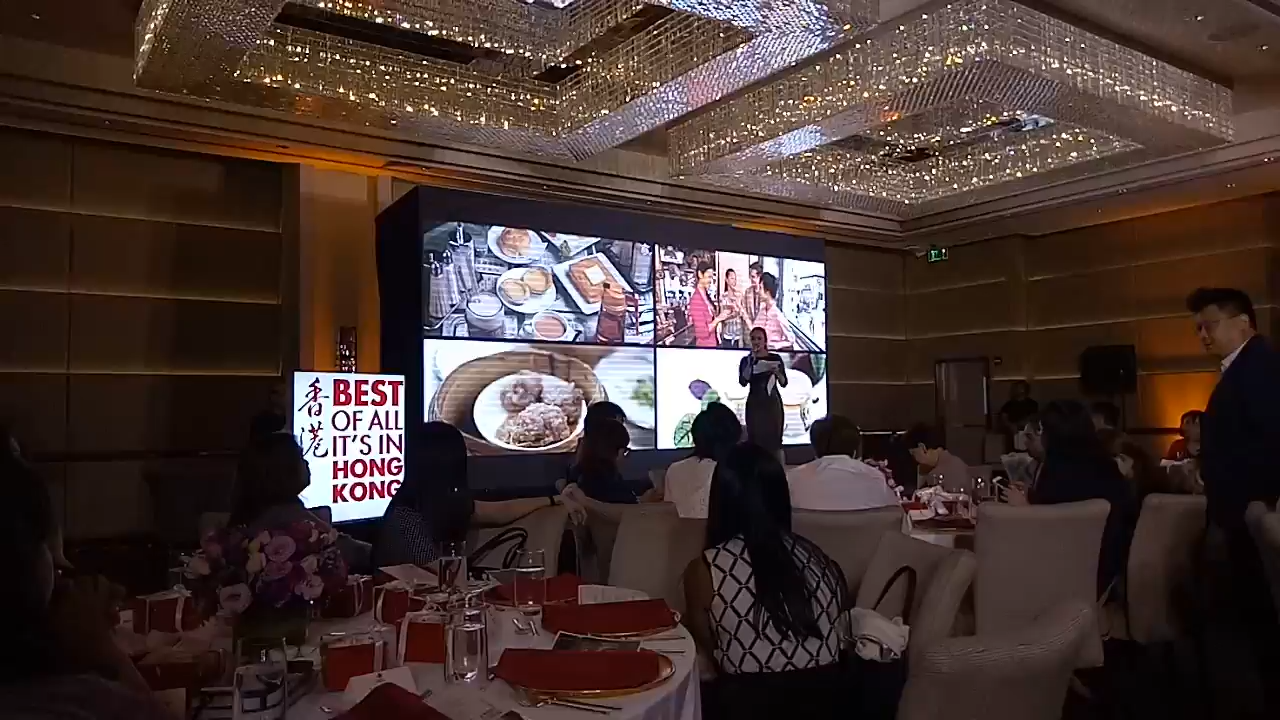 香港
BEST
OF ALL
IT'S IN
HONG
KONG